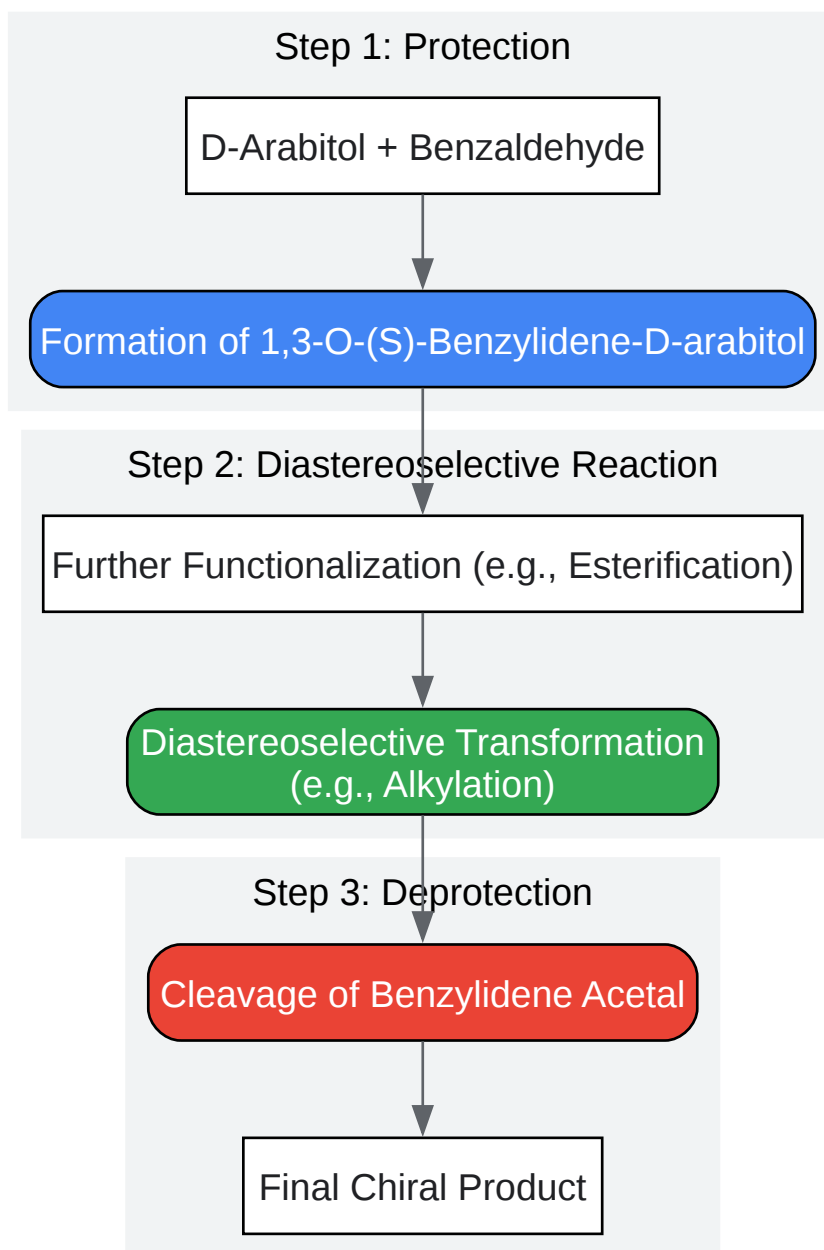 Step 1: Protection
D-Arabitol + Benzaldehyde
Formation of 1,3-O-(S)-Benzylidene-D-arabitol
Step 2: Diastereoselective Reaction
Further Functionalization (e.g., Esterification)
Diastereoselective Transformation
(e.g., Alkylation)
Step 3: Deprotection
Cleavage of Benzylidene Acetal
Final Chiral Product